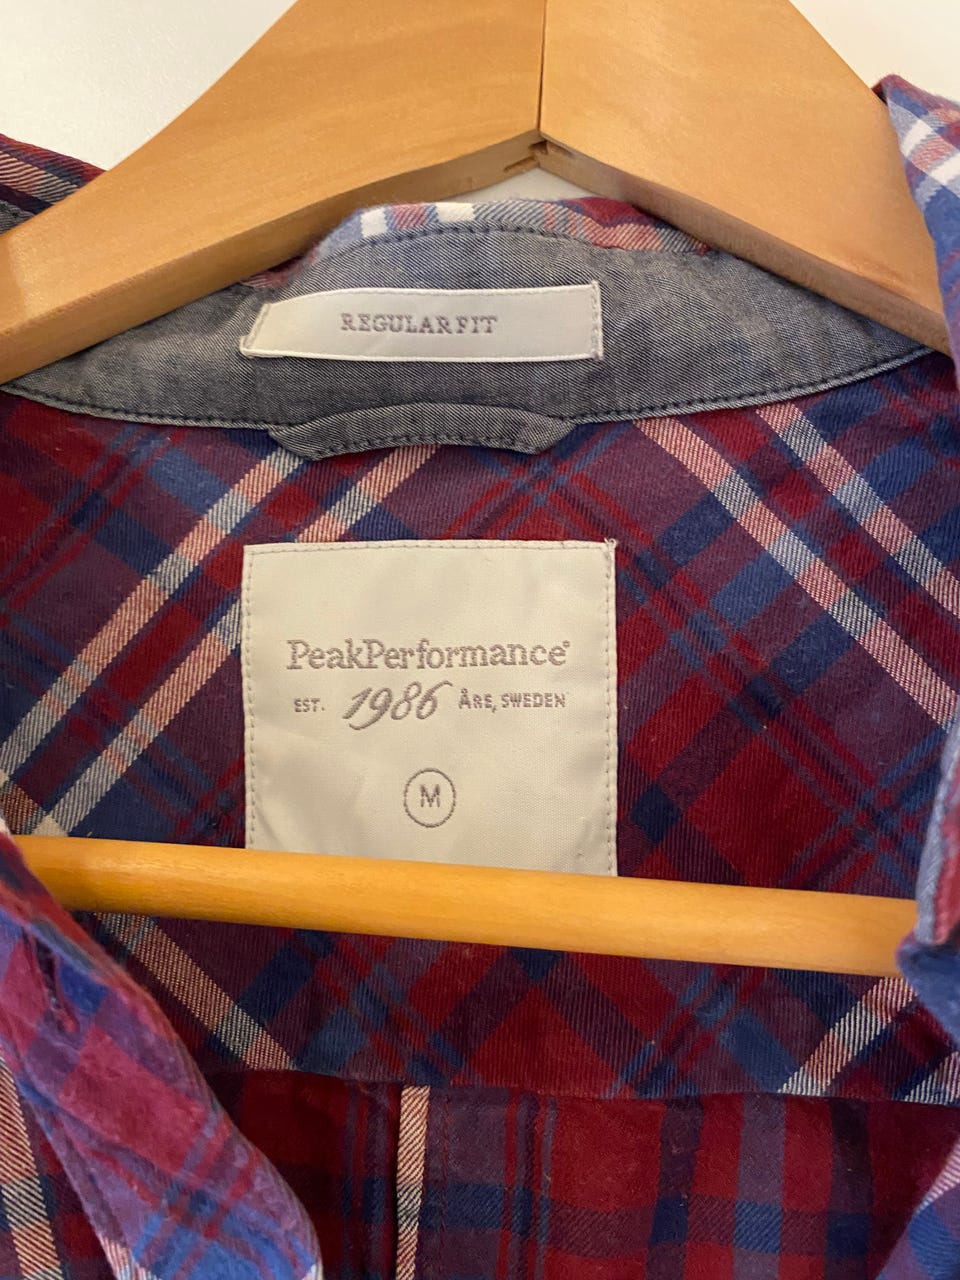 REGULAR FIT
PeakPerformance®
EST. 1986 ÅRE, SWEDEN
M